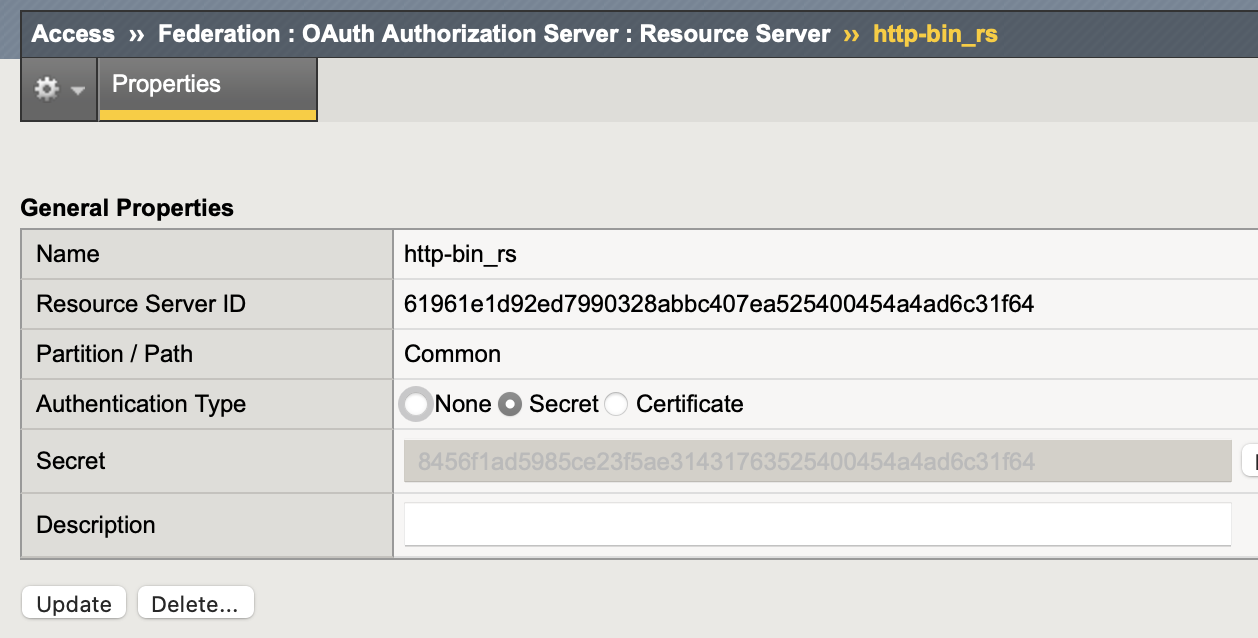 Access ›› Federation : OAuth Authorization Server : Resource Server ›› http-bin_rs
Properties
General Properties
Name http-bin_rs
Resource Server ID 61961e1d92ed7990328abbc407ea525400454a4ad6c31f64
Partition / Path Common
Authentication Type None Secret Certificate
Secret 8456f1ad5985ce23f5ae31431763525400454a4ad6c31f64
Description
Update Delete...